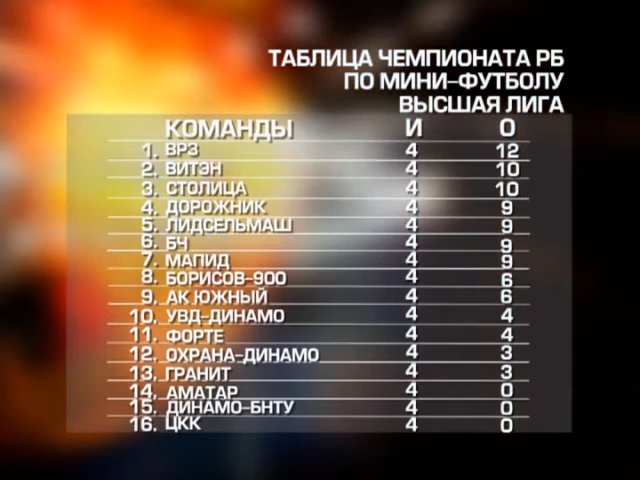 ТАБЛИЦА ЧЕМПИОНАТА РБ
ПО МИНИ-ФУТБОЛУ
ВЫСШАЯ ЛИГА
КОМАНДЫ И О
1. ВРЗ 4 12
2. ВИТЭН 4 10
3. СТОЛИЦА 4 10
4. ДОРОЖНИК 4 9
5. ЛИДСЕЛЬМАШ 4 9
6. БЧ 4 9
7. МАПИД 4 9
8. БОРИСОВ-900 4 6
9. АК ЮЖНЫЙ 4 6
10. УВД-ДИНАМО 4 4
11. ФОРТЕ 4 4
12. ОХРАНА-ДИНАМО 4 3
13. ГРАНИТ 4 3
14. АМАТАР 4 0
15. ДИНАМО-БНТУ 4 0
16. ЦКК 4 0